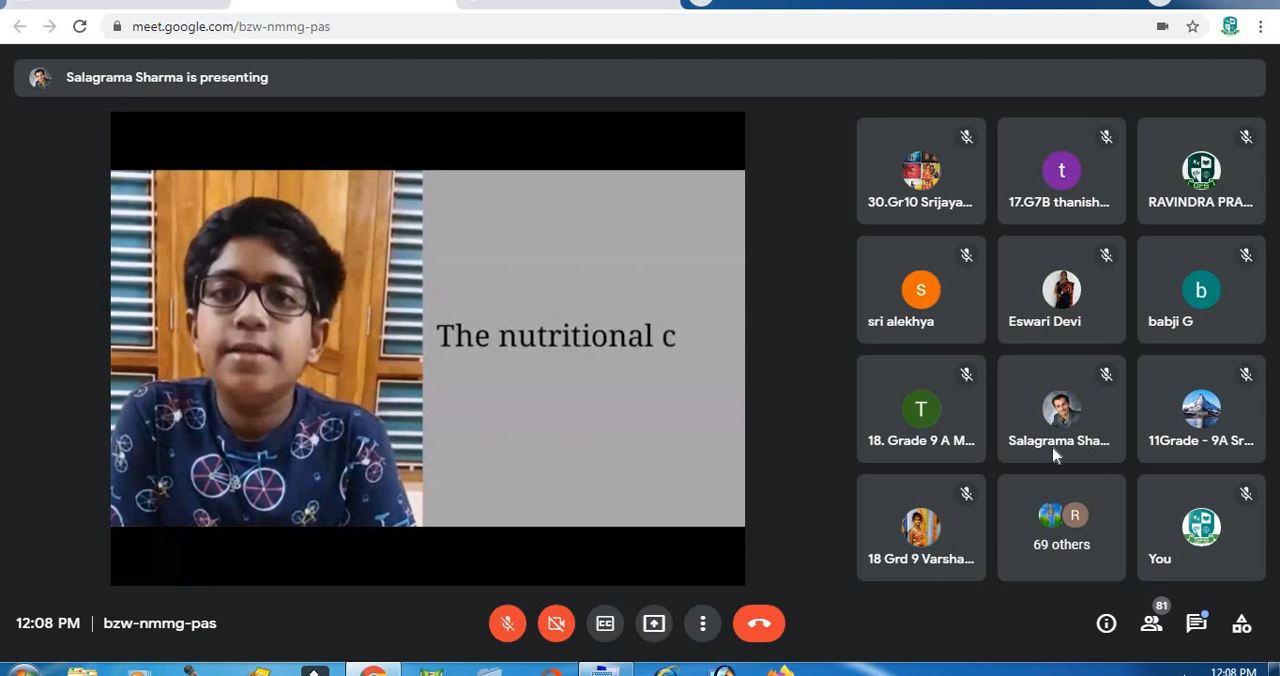 meet.google.com/bzw-nmmg-pas
Salagrama Sharma is presenting
The nutritional c
30.Gr10 Srijaya...
t
17.G7B thanish...
RAVINDRA PRA...
s
sri alekhya
Eswari Devi
b
babji G
T
18. Grade 9 A M...
Salagrama Sha...
11Grade - 9A Sr...
18 Grd 9 Varsha...
R
69 others
You
12:08 PM | bzw-nmmg-pas
CC
81
12:08 PM